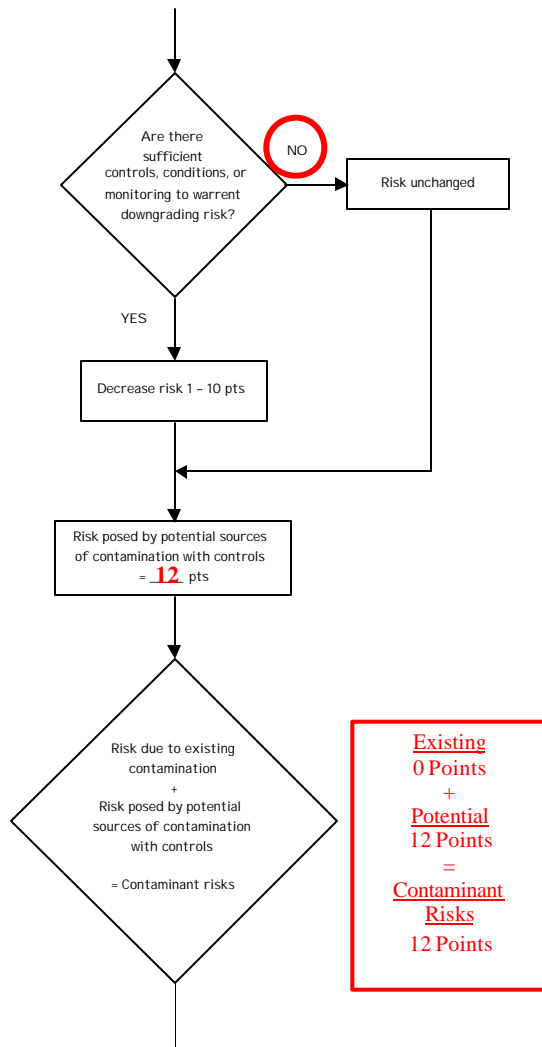 Are there
sufficient
controls, conditions, or
monitoring to warrent
downgrading risk?
NO
Risk unchanged
YES
Decrease risk 1 – 10 pts
Risk posed by potential sources
of contamination with controls
= 12 pts
Risk due to existing
contamination
+
Risk posed by potential
sources of contamination
with controls
= Contaminant risks
Existing
0 Points
+
Potential
12 Points
=
Contaminant
Risks
12 Points